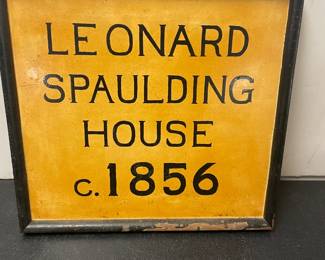 LEONARD
SPAULDING
HOUSE
c. 1856